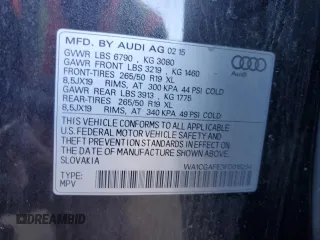 MFD. BY AUDI AG 02 15
GVWR LBS 6790 , KG 3080
GAWR FRONT LBS 3219 , KG 1460
FRONT-TIRES 265/50 R19 XL
8,5JX19 RIMS, AT 300 KPA 44 PSI COLD
GAWR REAR LBS 3913 , KG 1775
REAR-TIRES 265/50 R19 XL
8,5JX19 RIMS, AT 340 KPA 49 PSI COLD
THIS VEHICLE CONFORMS TO ALL APPLICABLE
U.S. FEDERAL MOTOR VEHICLE
SAFETY STANDARDS IN EFFECT ON THE
DATE OF MANUFACTURE SHOWN ABOVE
SLOVAKIA
TYPE:
MPV
Audi
DREAMBID